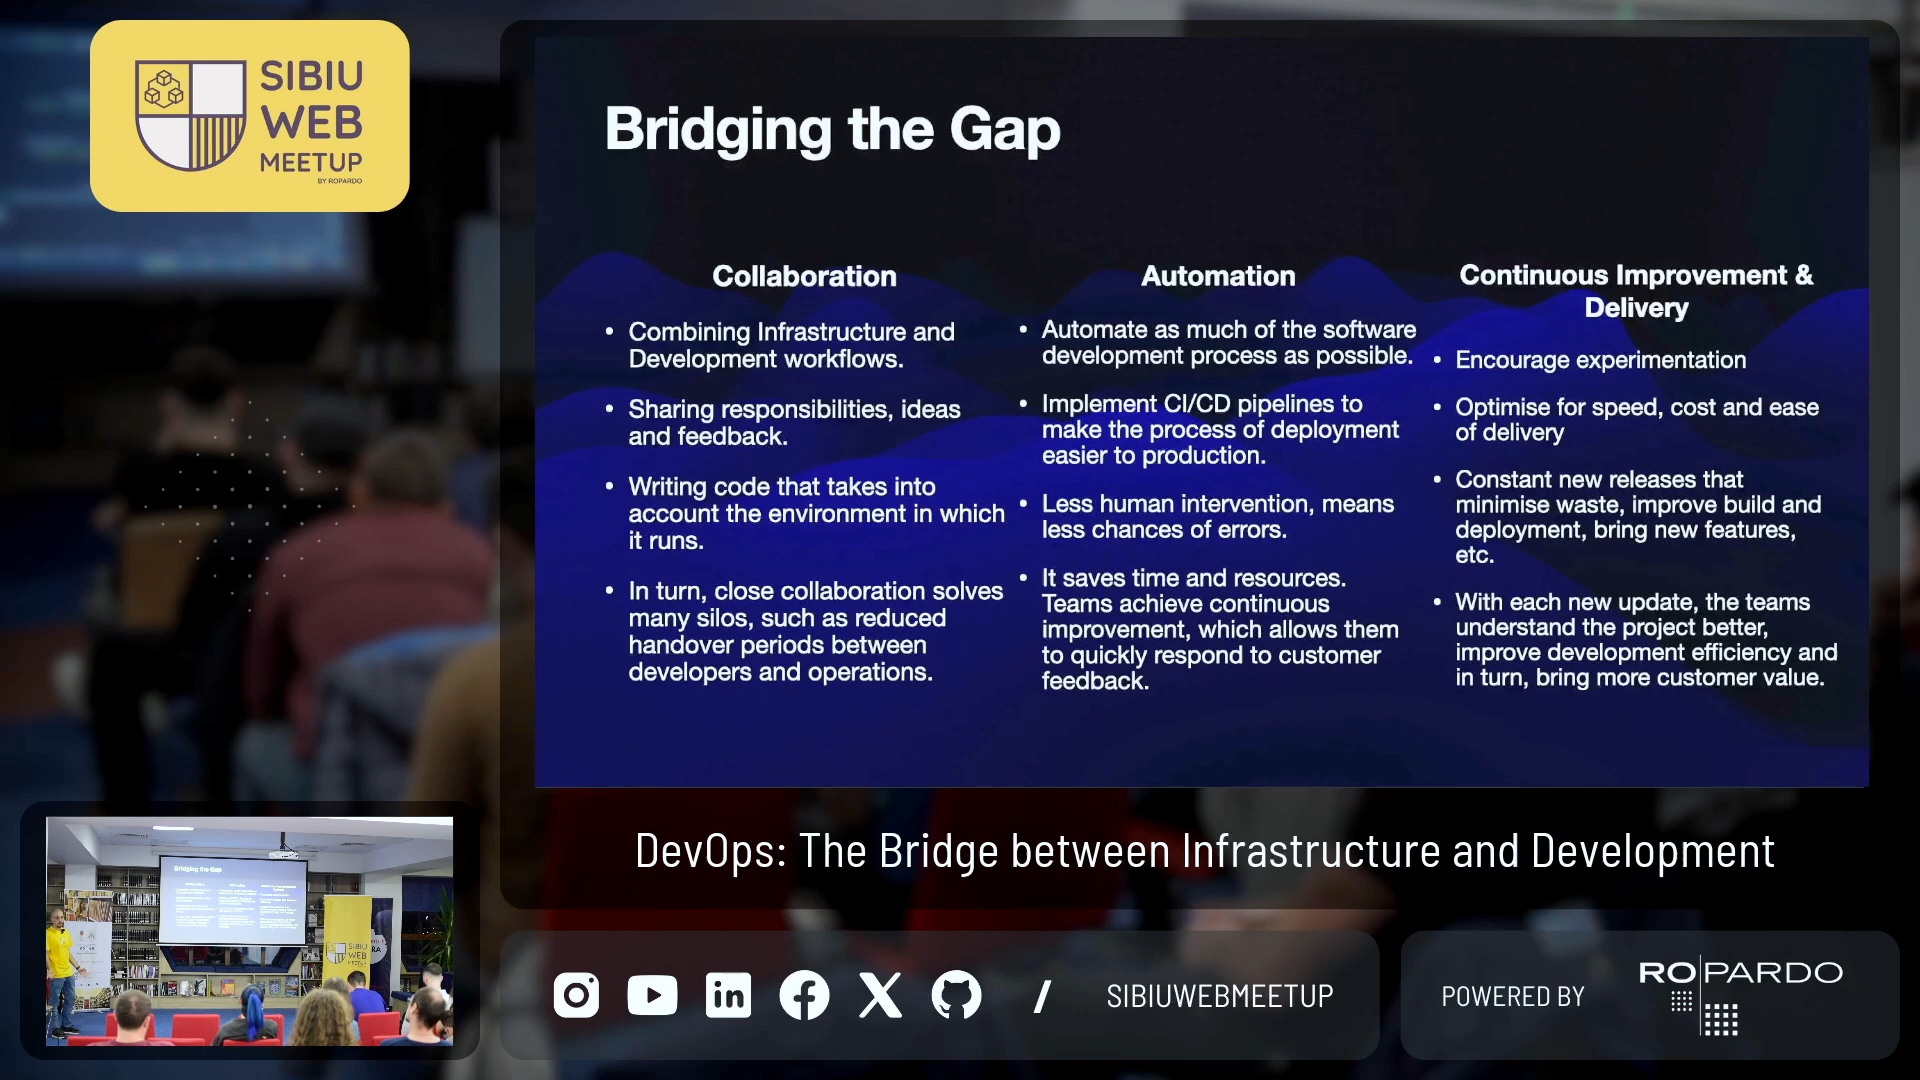 SIBIU
WEB
MEETUP
BY ROPARDO
Bridging the Gap
Collaboration
• Combining Infrastructure and
Development workflows.
• Sharing responsibilities, ideas
and feedback.
• Writing code that takes into
account the environment in which
it runs.
• In turn, close collaboration solves
many silos, such as reduced
handover periods between
developers and operations.
Automation
• Automate as much of the software
development process as possible.
• Implement CI/CD pipelines to
make the process of deployment
easier to production.
• Less human intervention, means
less chances of errors.
• It saves time and resources.
Teams achieve continuous
improvement, which allows them
to quickly respond to customer
feedback.
Continuous Improvement &
Delivery
• Encourage experimentation
• Optimise for speed, cost and ease
of delivery
• Constant new releases that
minimise waste, improve build and
deployment, bring new features,
etc.
• With each new update, the teams
understand the project better,
improve development efficiency and
in turn, bring more customer value.
DevOps: The Bridge between Infrastructure and Development
Bridging the Gap
SIBIU
WEB
/ SIBIUWEBMEETUP
POWERED BY
ROPARDO